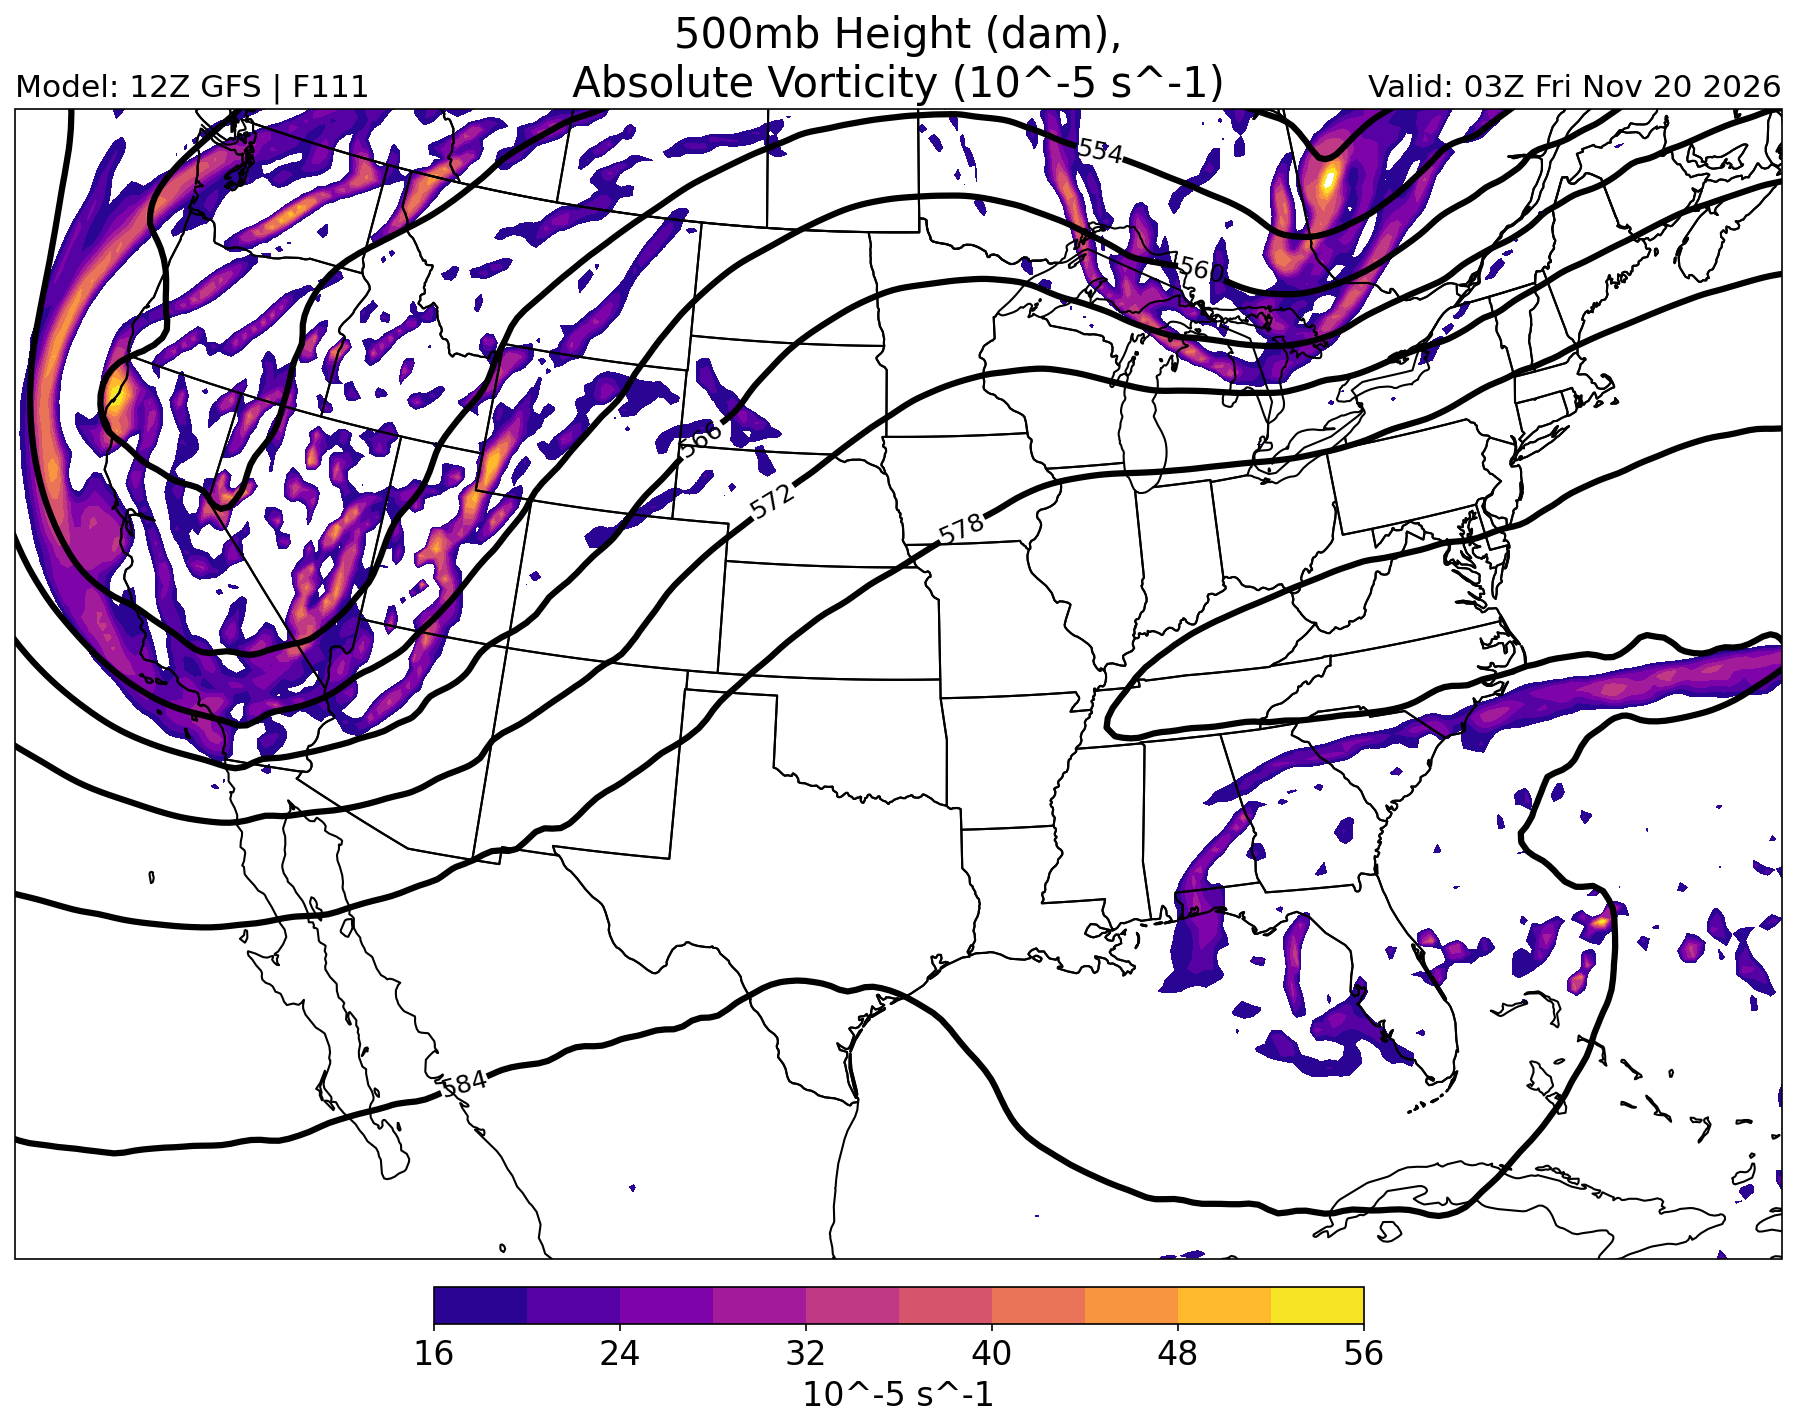 500mb Height (dam),
Model: 12Z GFS | F111
Absolute Vorticity (10^-5 s^-1)
Valid: 03Z Fri Nov 20 2026
554
560
566
572
578
584
16 24 32 40 48 56
10^-5 s^-1